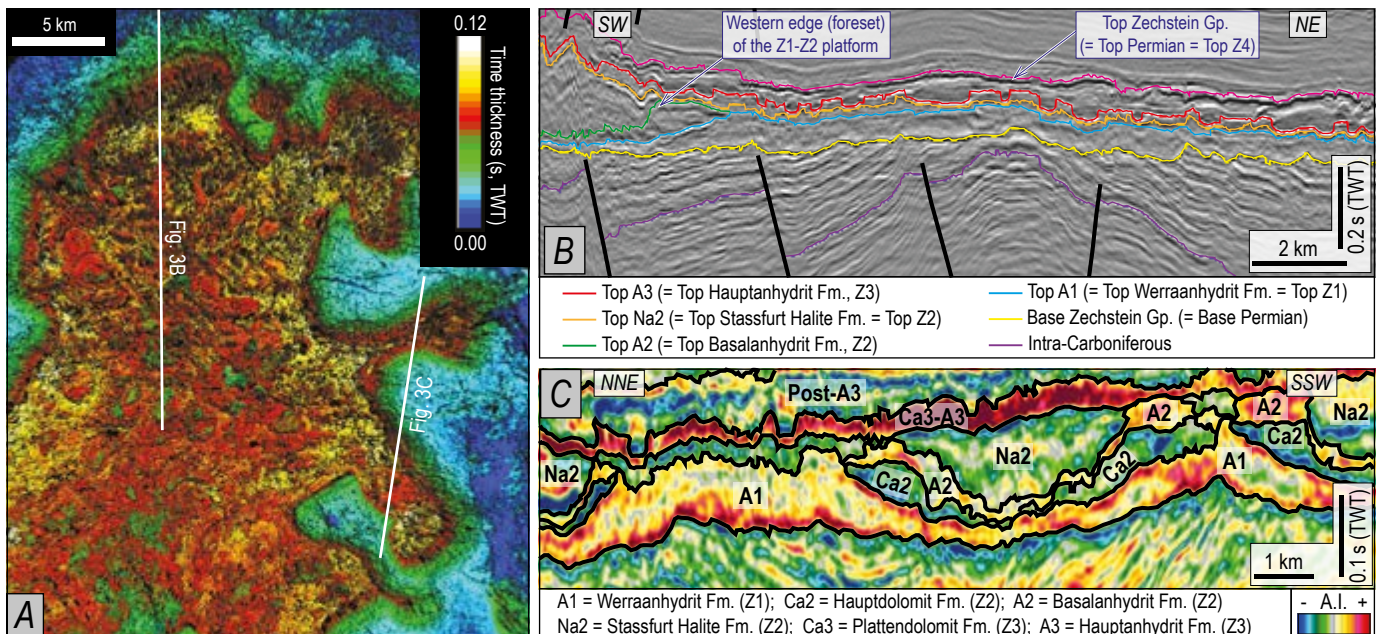 5 km
0.12
Time thickness (s, TWT)
0.00
Fig. 3B
Fig. 3C
A
SW
Western edge (foreset)
of the Z1-Z2 platform
Top Zechstein Gp.
(= Top Permian = Top Z4)
NE
B
2 km
0.2 s (TWT)
Top A3 (= Top Hauptanhydrit Fm., Z3)
Top Na2 (= Top Stassfurt Halite Fm. = Top Z2)
Top A2 (= Top Basalanhydrit Fm., Z2)
Top A1 (= Top Werraanhydrit Fm. = Top Z1)
Base Zechstein Gp. (= Base Permian)
Intra-Carboniferous
C
NNE
SSW
Post-A3
Ca3-A3
A2
A2
Na2
Ca2
Na2
Na2
Ca2
A1
Ca2
A2
A1
1 km
0.1 s (TWT)
A1 = Werraanhydrit Fm. (Z1); Ca2 = Hauptdolomit Fm. (Z2); A2 = Basalanhydrit Fm. (Z2)
Na2 = Stassfurt Halite Fm. (Z2); Ca3 = Plattendolomit Fm. (Z3); A3 = Hauptanhydrit Fm. (Z3)
- A.I. +